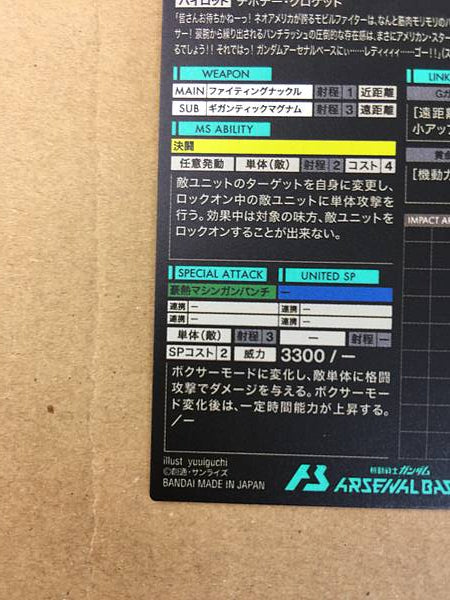 パイロット チボデー・クロケット
「皆さんお待ちかねーっ！ ネオアメリカが誇るモビルファイターは、なんと筋肉モリモリの
サー！ 豪腕から繰り出されるパンチラッシュの圧倒的な存在感は、まさにアメリカン・スター
るでしょう!! それではっ！ ガンダムアーセナルベースにぃ……レディィィィ…ゴー!!」(ス
WEAPON
MAIN ファイティングナックル 射程 1 近距離
SUB ギガンティックマグナム 射程 3 遠距離
LINK
[遠距離
小アップ
[機動力
MS ABILITY
決闘
任意発動 単体(敵) 射程 2 コスト 4
敵ユニットのターゲットを自身に変更し、
ロックオン中の敵ユニットに単体攻撃を
行う。効果中は対象の味方、敵ユニットを
ロックオンすることが出来ない。
IMPACT AR
SPECIAL ATTACK UNITED SP
豪熱マシンガンパンチ －
連携 － 連携 －
連携 － 連携 －
単体(敵) 射程 3 － 射程 －
SPコスト 2 威力 3300 / －
ボクサーモードに変化し、敵単体に格闘
攻撃でダメージを与える。ボクサーモー
ド変化後は、一定時間能力が上昇する。
/－
illust yuuiguchi
©創通・サンライズ
BANDAI MADE IN JAPAN
機動戦士ガンダム
ARSENAL BAS